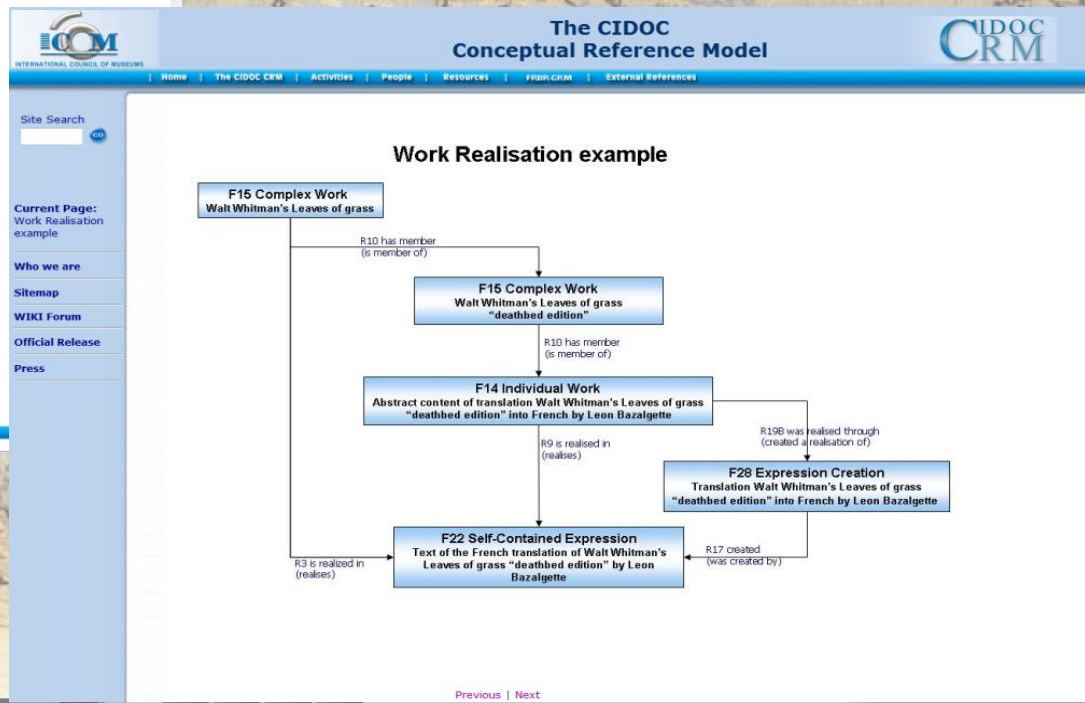 ICOM
INTERNATIONAL COUNCIL OF MUSEUMS
The CIDOC
Conceptual Reference Model
CIDOC
CRM
Home | The CIDOC CRM | Activities | People | Resources | FRBR-CRM | External References
Site Search
GO
Current Page:
Work Realisation
example
Who we are
Sitemap
WIKI Forum
Official Release
Press
Work Realisation example
F15 Complex Work
Walt Whitman's Leaves of grass
R10 has member
(is member of)
F15 Complex Work
Walt Whitman's Leaves of grass
"deathbed edition"
R10 has member
(is member of)
F14 Individual Work
Abstract content of translation Walt Whitman's Leaves of grass
"deathbed edition" into French by Leon Bazalgette
R19B was realised through
(created a realisation of)
R9 is realised in
(realises)
F28 Expression Creation
Translation Walt Whitman's Leaves of grass
"deathbed edition" into French by Leon Bazalgette
F22 Self-Contained Expression
Text of the French translation of Walt Whitman's
Leaves of grass "deathbed edition" by Leon
Bazalgette
R17 created
(was created by)
R3 is realized in
(realises)
Previous | Next